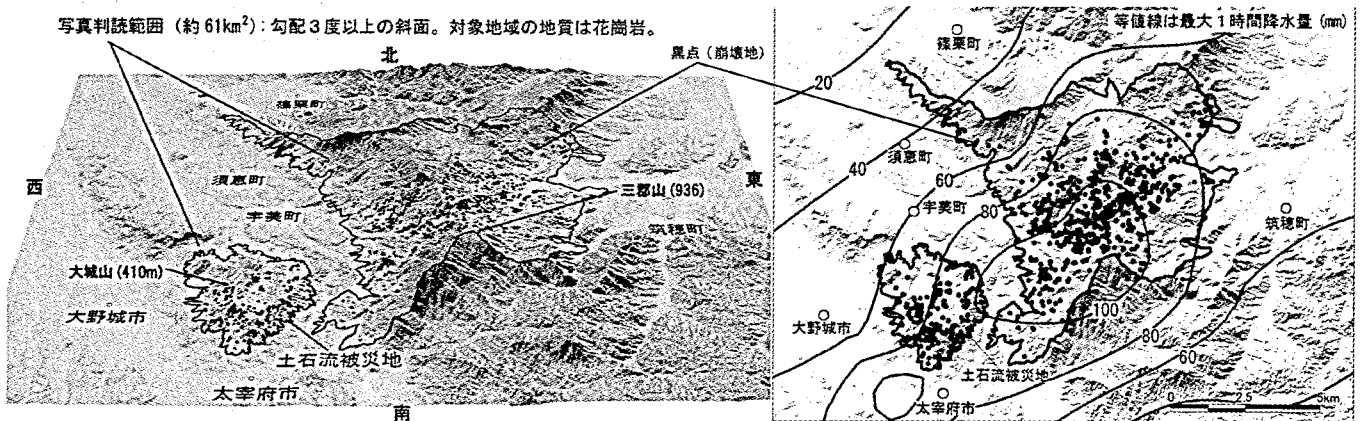 写真判読範囲(約61km²):勾配3度以上の斜面。対象地域の地質は花崗岩。
北
黒点(崩壊地)
篠栗町
西
須恵町
三郡山(936)
東
宇美町
筑穂町
大城山(410m)
大野城市
土石流被災地
太宰府市
南
等値線は最大1時間降水量(mm)
篠栗町
20
須恵町
40
60
宇美町
80
筑穂町
大野城市
100
80
60
土石流被災地
太宰府市
0 2.5 5km